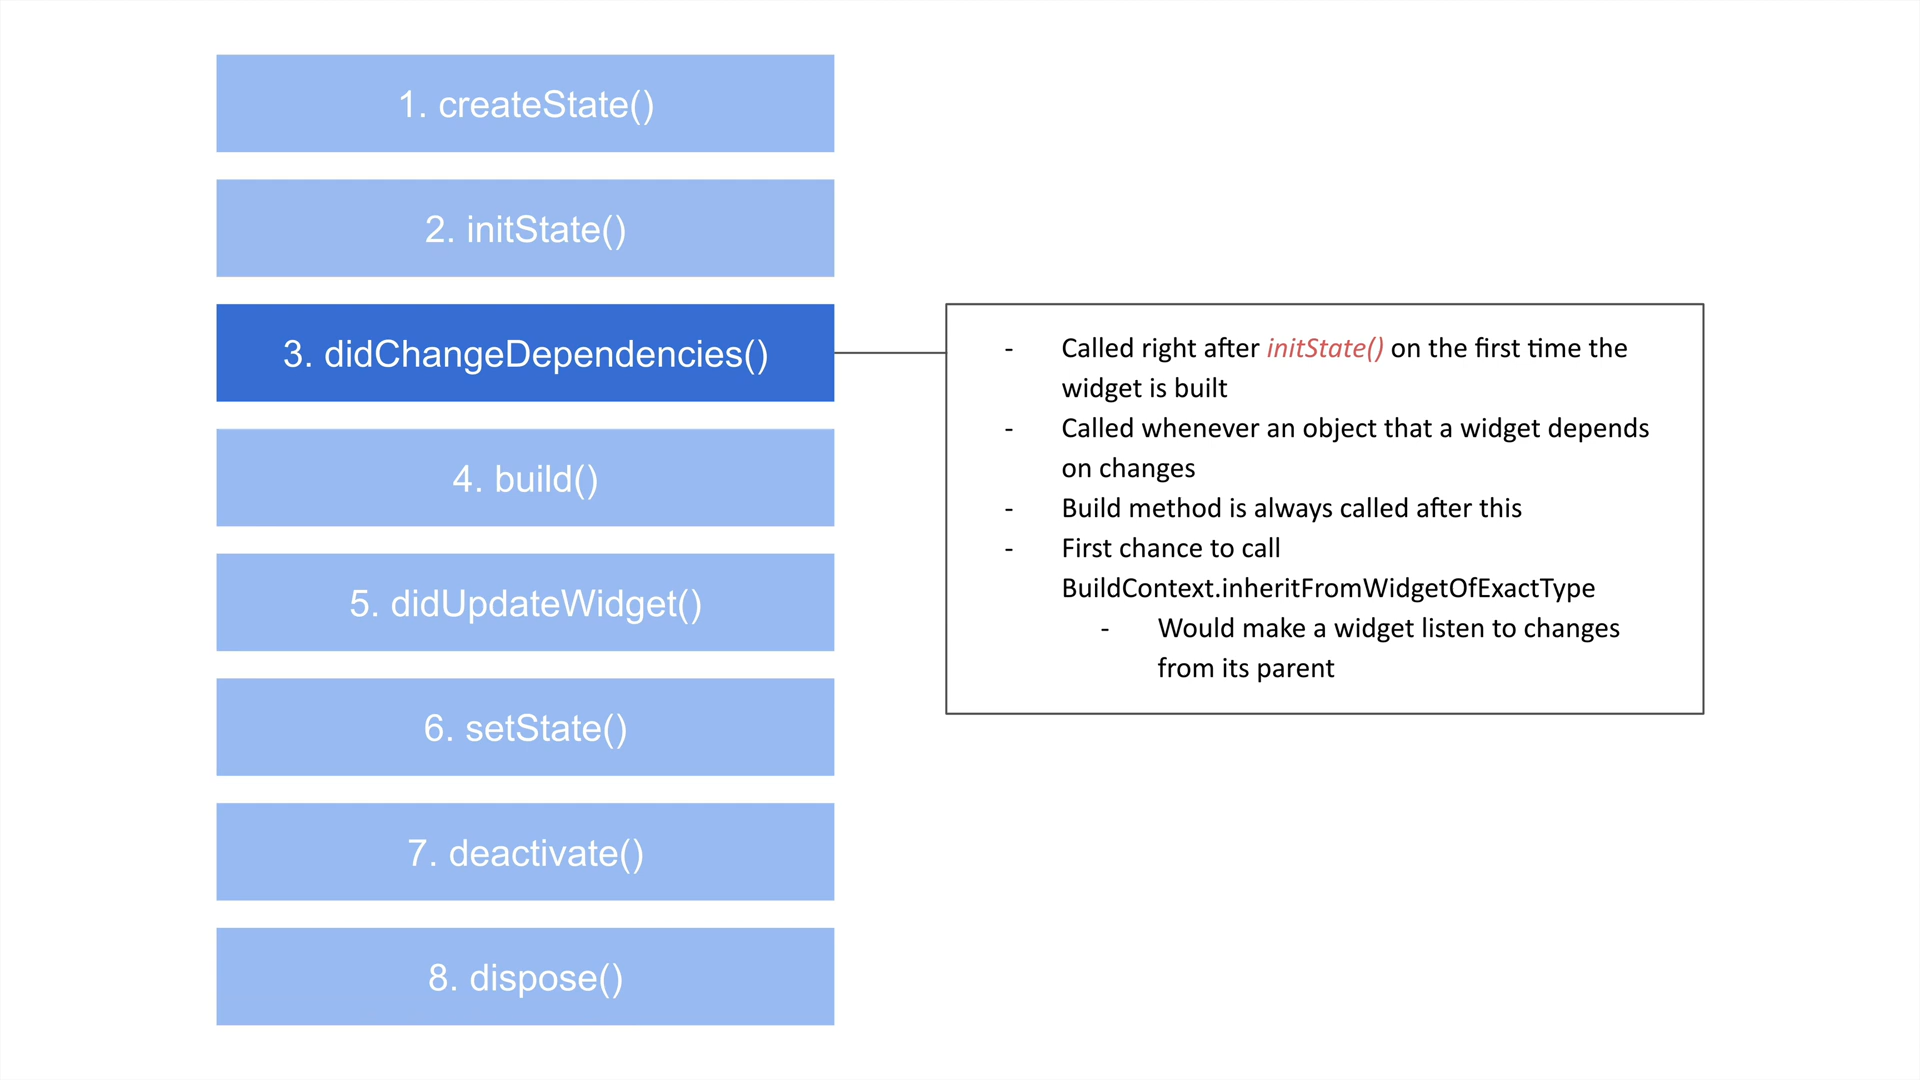 1. createState()
2. initState()
3. didChangeDependencies()
4. build()
5. didUpdateWidget()
6. setState()
7. deactivate()
8. dispose()
- Called right after initState() on the first time the
widget is built
- Called whenever an object that a widget depends
on changes
- Build method is always called after this
- First chance to call
BuildContext.inheritFromWidgetOfExactType
- Would make a widget listen to changes
from its parent